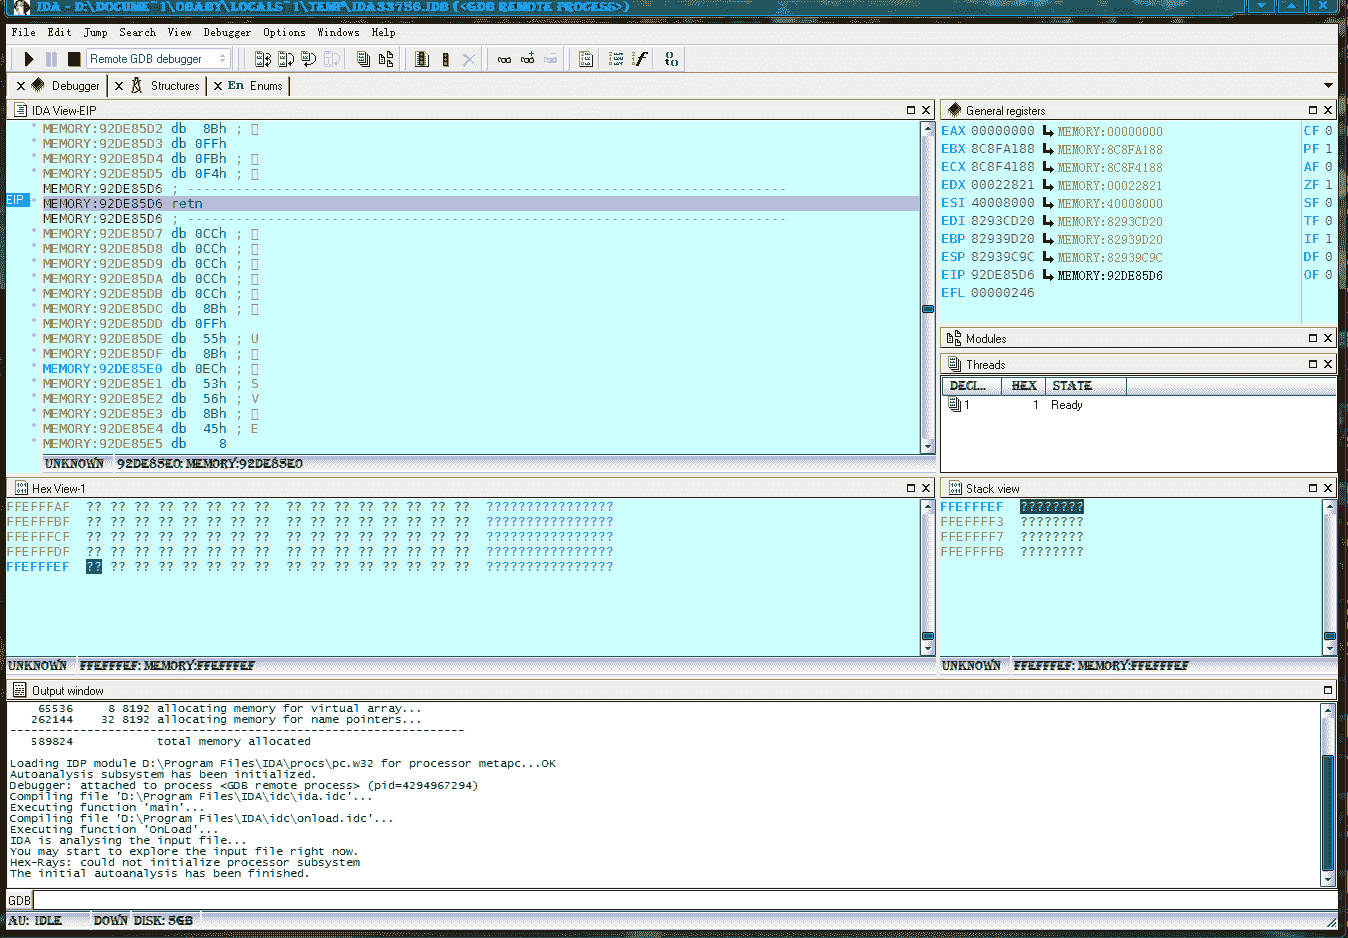 IDA - D:\DOCUME~1\OBABY\LOCALS~1\TEMP\IDA33756.IDB (<GDB REMOTE PROCESS>)
File Edit Jump Search View Debugger Options Windows Help
Remote GDB debugger
Debugger Structures En Enums
IDA View-EIP
MEMORY:92DE85D2 db 8Bh ;
MEMORY:92DE85D3 db 0FFh
MEMORY:92DE85D4 db 0FBh ;
MEMORY:92DE85D5 db 0F4h ;
MEMORY:92DE85D6 ; ---------------------------------------------------------------------------
EIP MEMORY:92DE85D6 retn
MEMORY:92DE85D6 ; ---------------------------------------------------------------------------
MEMORY:92DE85D7 db 0CCh ;
MEMORY:92DE85D8 db 0CCh ;
MEMORY:92DE85D9 db 0CCh ;
MEMORY:92DE85DA db 0CCh ;
MEMORY:92DE85DB db 0CCh ;
MEMORY:92DE85DC db 8Bh ;
MEMORY:92DE85DD db 0FFh
MEMORY:92DE85DE db 55h ; U
MEMORY:92DE85DF db 8Bh ;
MEMORY:92DE85E0 db 0ECh ;
MEMORY:92DE85E1 db 53h ; S
MEMORY:92DE85E2 db 56h ; V
MEMORY:92DE85E3 db 8Bh ;
MEMORY:92DE85E4 db 45h ; E
MEMORY:92DE85E5 db 8
UNKNOWN 92DE85E0: MEMORY:92DE85E0
General registers
EAX 00000000 MEMORY:00000000 CF 0
EBX 8C8FA188 MEMORY:8C8FA188 PF 1
ECX 8C8F4188 MEMORY:8C8F4188 AF 0
EDX 00022821 MEMORY:00022821 ZF 1
ESI 40008000 MEMORY:40008000 SF 0
EDI 8293CD20 MEMORY:8293CD20 TF 0
EBP 82939D20 MEMORY:82939D20 IF 1
ESP 82939C9C MEMORY:82939C9C DF 0
EIP 92DE85D6 MEMORY:92DE85D6 OF 0
EFL 00000246
Modules
Threads
DECI... HEX STATE
1 1 Ready
Hex View-1
FFEFFFAF ?? ?? ?? ?? ?? ?? ?? ?? ?? ?? ?? ?? ?? ?? ?? ?? ????????????????
FFEFFFBF ?? ?? ?? ?? ?? ?? ?? ?? ?? ?? ?? ?? ?? ?? ?? ?? ????????????????
FFEFFFCF ?? ?? ?? ?? ?? ?? ?? ?? ?? ?? ?? ?? ?? ?? ?? ?? ????????????????
FFEFFFDF ?? ?? ?? ?? ?? ?? ?? ?? ?? ?? ?? ?? ?? ?? ?? ?? ????????????????
FFEFFFEF ?? ?? ?? ?? ?? ?? ?? ?? ?? ?? ?? ?? ?? ?? ?? ?? ????????????????
UNKNOWN FFEFFFEF: MEMORY:FFEFFFEF
Stack view
FFEFFFEF ????????
FFEFFFF3 ????????
FFEFFFF7 ????????
FFEFFFFB ????????
UNKNOWN FFEFFFEF: MEMORY:FFEFFFEF
Output window
65536 8 8192 allocating memory for virtual array...
262144 32 8192 allocating memory for name pointers...
-----------------------------------------------------------------
589824 total memory allocated
Loading IDP module D:\Program Files\IDA\procs\pc.w32 for processor metapc...OK
Autoanalysis subsystem has been initialized.
Debugger: attached to process <GDB remote process> (pid=4294967294)
Compiling file 'D:\Program Files\IDA\idc\ida.idc'...
Executing function 'main'...
Compiling file 'D:\Program Files\IDA\idc\onload.idc'...
Executing function 'OnLoad'...
IDA is analysing the input file...
You may start to explore the input file right now.
Hex-Rays: could not initialize processor subsystem
The initial autoanalysis has been finished.
GDB
AU: IDLE DOWN DISK: 5GB